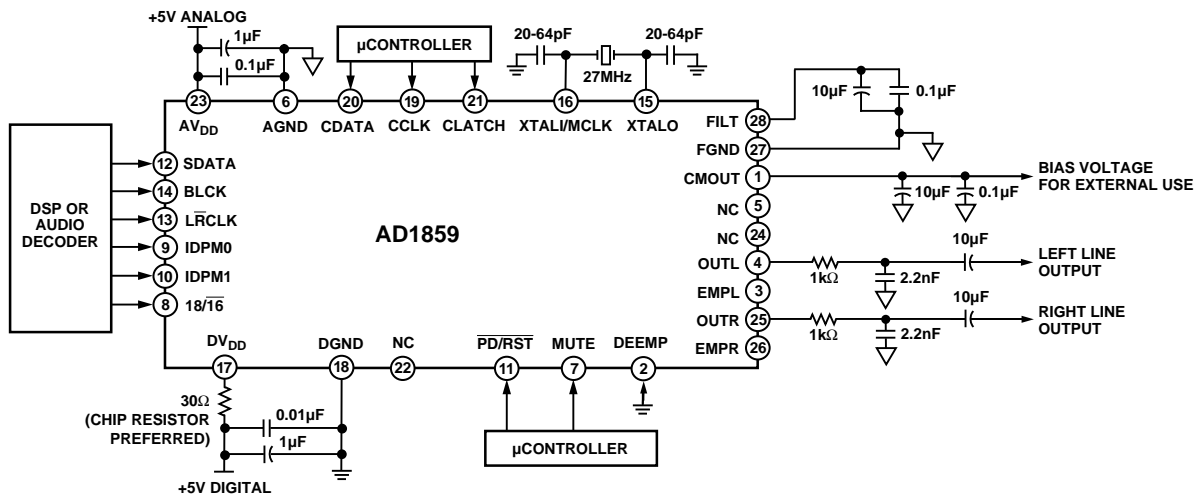 +5V ANALOG
1µF
0.1µF
µCONTROLLER
20-64pF
27MHz
20-64pF
10µF
0.1µF
23
6
20
19
21
16
15
AVDD
AGND
CDATA
CCLK
CLATCH
XTALI/MCLK
XTALO
DSP OR
AUDIO
DECODER
12 SDATA
14 BLCK
13 LRCLK
9 IDPM0
10 IDPM1
8 18/16
AD1859
FILT 28
FGND 27
CMOUT 1
NC 5
NC 24
OUTL 4
EMPL 3
OUTR 25
EMPR 26
BIAS VOLTAGE
FOR EXTERNAL USE
10µF
0.1µF
10µF
LEFT LINE
OUTPUT
1kΩ
2.2nF
10µF
RIGHT LINE
OUTPUT
1kΩ
2.2nF
DVDD
DGND
NC
PD/RST
MUTE
DEEMP
17
18
22
11
7
2
30Ω
(CHIP RESISTOR
PREFERRED)
0.01µF
1µF
+5V DIGITAL
µCONTROLLER